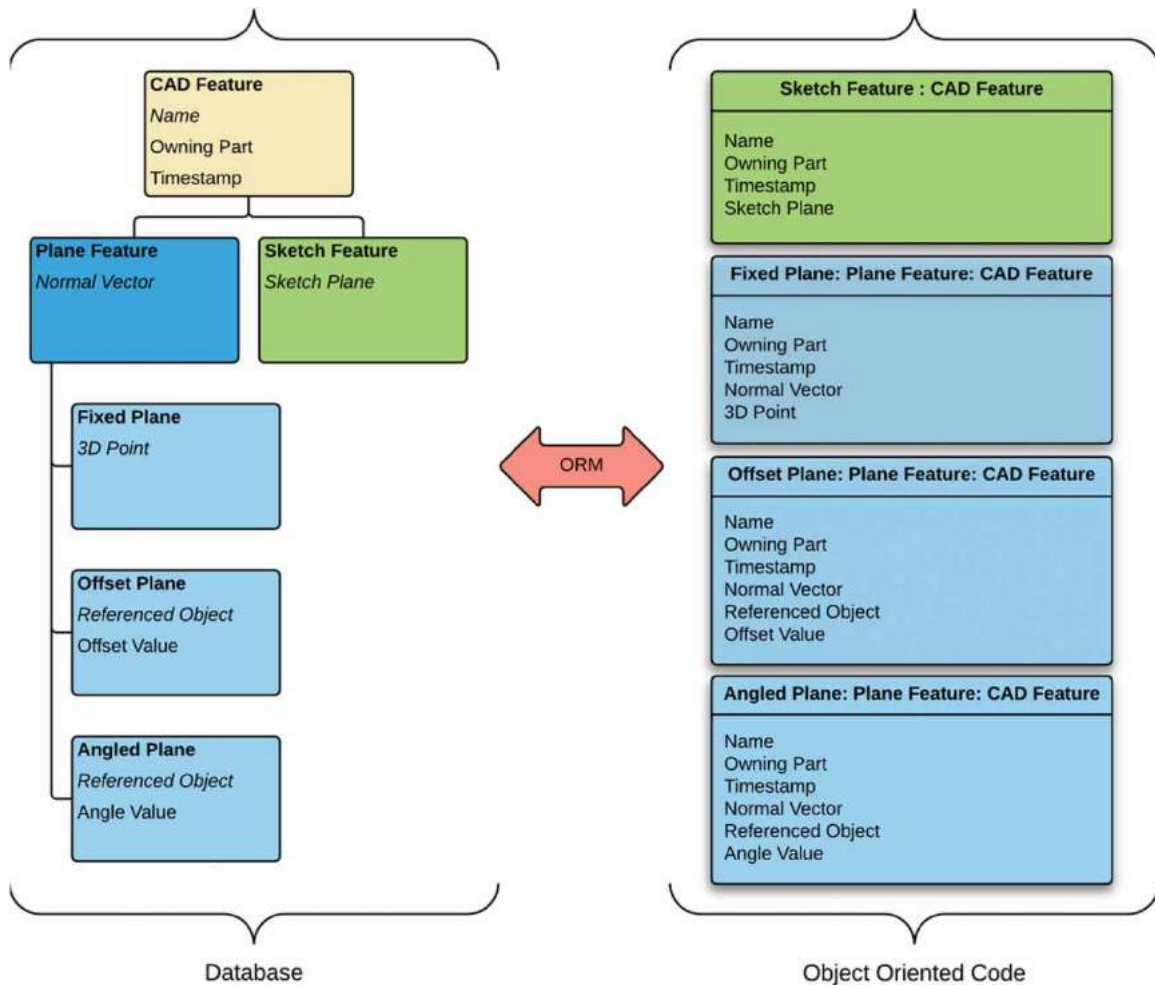 CAD Feature
Name
Owning Part
Timestamp
Plane Feature
Normal Vector
Sketch Feature
Sketch Plane
Fixed Plane
3D Point
Offset Plane
Referenced Object
Offset Value
Angled Plane
Referenced Object
Angle Value
Database
ORM
Sketch Feature : CAD Feature
Name
Owning Part
Timestamp
Sketch Plane
Fixed Plane: Plane Feature: CAD Feature
Name
Owning Part
Timestamp
Normal Vector
3D Point
Offset Plane: Plane Feature: CAD Feature
Name
Owning Part
Timestamp
Normal Vector
Referenced Object
Offset Value
Angled Plane: Plane Feature: CAD Feature
Name
Owning Part
Timestamp
Normal Vector
Referenced Object
Angle Value
Object Oriented Code